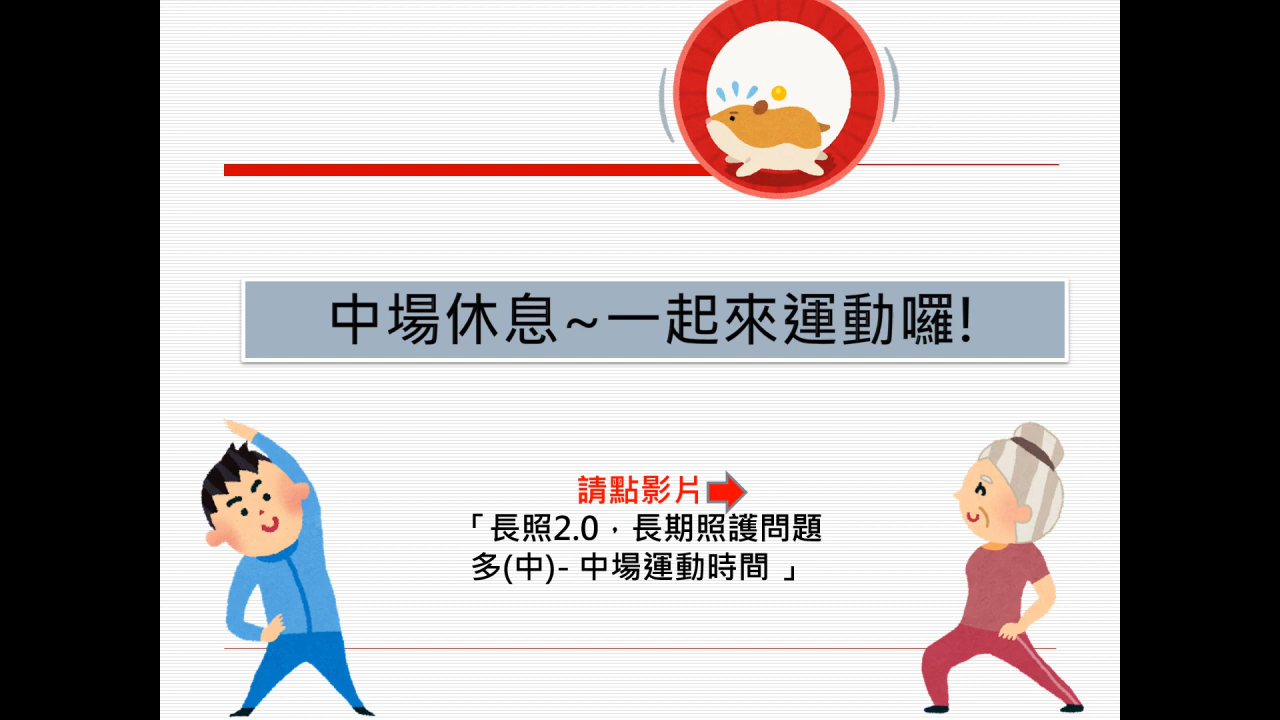 中場休息~一起來運動囉!
請點影片
「長照2.0，長期照護問題
多(中)- 中場運動時間 」